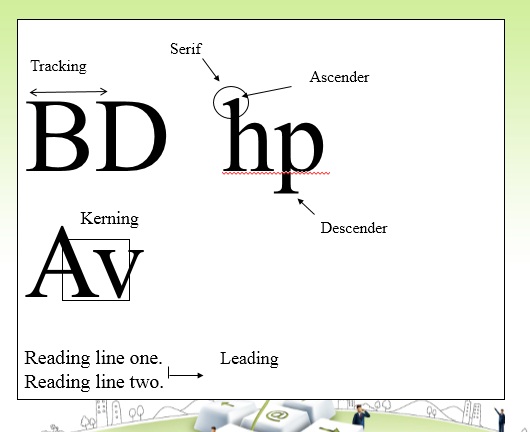 Serif
Tracking
Ascender
BD
hp
Kerning
Descender
Av
Reading line one.
Leading
Reading line two.
@